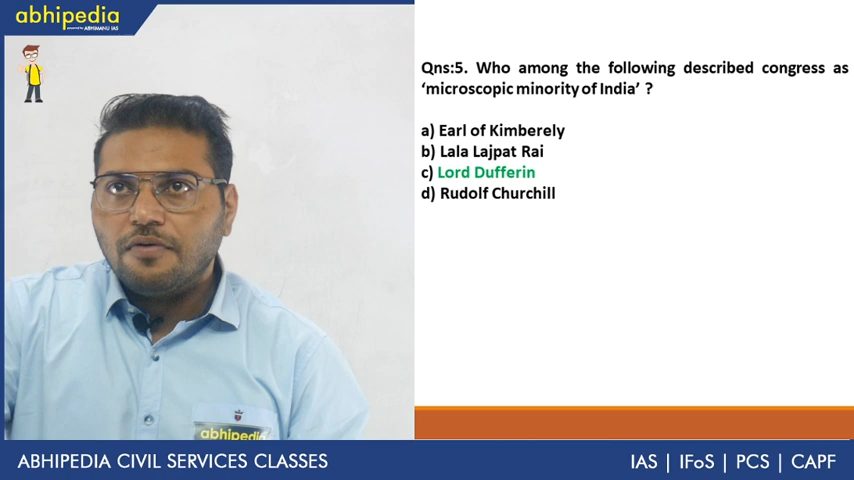 abhipedia
powered by ABHIMANU IAS
Qns:5. Who among the following described congress as
‘microscopic minority of India’ ?
a) Earl of Kimberely
b) Lala Lajpat Rai
c) Lord Dufferin
d) Rudolf Churchill
abhipedia
ABHIPEDIA CIVIL SERVICES CLASSES
IAS | IFoS | PCS | CAPF